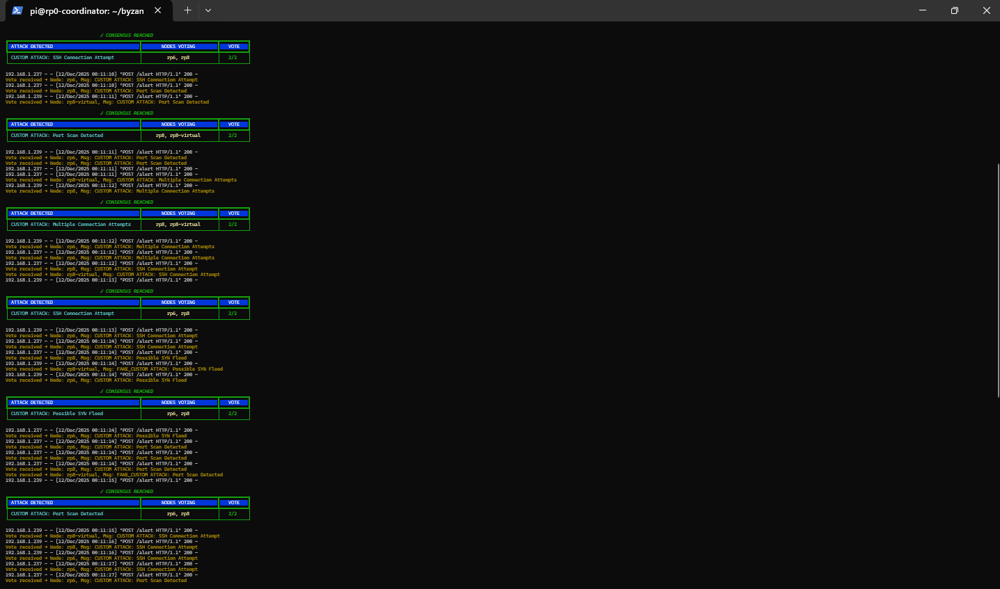 pi@rp0-coordinator: ~/byzan
✓ CONSENSUS REACHED
ATTACK DETECTED NODES VOTING VOTE
CUSTOM ATTACK: SSH Connection Attempt rp6, rp8 2/2
192.168.1.237 - - [12/Dec/2025 00:11:10] "POST /alert HTTP/1.1" 200 -
Vote received → Node: rp6, Msg: CUSTOM ATTACK: SSH Connection Attempt
192.168.1.237 - - [12/Dec/2025 00:11:10] "POST /alert HTTP/1.1" 200 -
Vote received → Node: rp8, Msg: CUSTOM ATTACK: Port Scan Detected
192.168.1.239 - - [12/Dec/2025 00:11:11] "POST /alert HTTP/1.1" 200 -
Vote received → Node: rp8-virtual, Msg: CUSTOM ATTACK: Port Scan Detected
✓ CONSENSUS REACHED
ATTACK DETECTED NODES VOTING VOTE
CUSTOM ATTACK: Port Scan Detected rp8, rp8-virtual 2/2
192.168.1.239 - - [12/Dec/2025 00:11:11] "POST /alert HTTP/1.1" 200 -
Vote received → Node: rp6, Msg: CUSTOM ATTACK: Port Scan Detected
Vote received → Node: rp6, Msg: CUSTOM ATTACK: Port Scan Detected
192.168.1.237 - - [12/Dec/2025 00:11:11] "POST /alert HTTP/1.1" 200 -
192.168.1.237 - - [12/Dec/2025 00:11:11] "POST /alert HTTP/1.1" 200 -
Vote received → Node: rp8-virtual, Msg: CUSTOM ATTACK: Multiple Connection Attempts
192.168.1.239 - - [12/Dec/2025 00:11:12] "POST /alert HTTP/1.1" 200 -
Vote received → Node: rp8, Msg: CUSTOM ATTACK: Multiple Connection Attempts
✓ CONSENSUS REACHED
ATTACK DETECTED NODES VOTING VOTE
CUSTOM ATTACK: Multiple Connection Attempts rp8, rp8-virtual 2/2
192.168.1.239 - - [12/Dec/2025 00:11:12] "POST /alert HTTP/1.1" 200 -
Vote received → Node: rp6, Msg: CUSTOM ATTACK: Multiple Connection Attempts
192.168.1.237 - - [12/Dec/2025 00:11:12] "POST /alert HTTP/1.1" 200 -
Vote received → Node: rp6, Msg: CUSTOM ATTACK: Multiple Connection Attempts
192.168.1.237 - - [12/Dec/2025 00:11:12] "POST /alert HTTP/1.1" 200 -
Vote received → Node: rp8, Msg: CUSTOM ATTACK: SSH Connection Attempt
Vote received → Node: rp8-virtual, Msg: CUSTOM ATTACK: SSH Connection Attempt
192.168.1.239 - - [12/Dec/2025 00:11:13] "POST /alert HTTP/1.1" 200 -
✓ CONSENSUS REACHED
ATTACK DETECTED NODES VOTING VOTE
CUSTOM ATTACK: SSH Connection Attempt rp6, rp8 2/2
192.168.1.239 - - [12/Dec/2025 00:11:13] "POST /alert HTTP/1.1" 200 -
Vote received → Node: rp6, Msg: CUSTOM ATTACK: SSH Connection Attempt
192.168.1.237 - - [12/Dec/2025 00:11:14] "POST /alert HTTP/1.1" 200 -
Vote received → Node: rp6, Msg: CUSTOM ATTACK: SSH Connection Attempt
192.168.1.237 - - [12/Dec/2025 00:11:14] "POST /alert HTTP/1.1" 200 -
Vote received → Node: rp8, Msg: CUSTOM ATTACK: Possible SYN Flood
192.168.1.239 - - [12/Dec/2025 00:11:14] "POST /alert HTTP/1.1" 200 -
Vote received → Node: rp8-virtual, Msg: FAKE_CUSTOM ATTACK: Possible SYN Flood
192.168.1.239 - - [12/Dec/2025 00:11:14] "POST /alert HTTP/1.1" 200 -
Vote received → Node: rp6, Msg: CUSTOM ATTACK: Possible SYN Flood
✓ CONSENSUS REACHED
ATTACK DETECTED NODES VOTING VOTE
CUSTOM ATTACK: Possible SYN Flood rp6, rp8 2/2
192.168.1.237 - - [12/Dec/2025 00:11:14] "POST /alert HTTP/1.1" 200 -
Vote received → Node: rp6, Msg: CUSTOM ATTACK: Possible SYN Flood
192.168.1.237 - - [12/Dec/2025 00:11:14] "POST /alert HTTP/1.1" 200 -
Vote received → Node: rp6, Msg: CUSTOM ATTACK: Port Scan Detected
192.168.1.237 - - [12/Dec/2025 00:11:14] "POST /alert HTTP/1.1" 200 -
Vote received → Node: rp6, Msg: CUSTOM ATTACK: Port Scan Detected
192.168.1.237 - - [12/Dec/2025 00:11:14] "POST /alert HTTP/1.1" 200 -
Vote received → Node: rp8, Msg: CUSTOM ATTACK: Port Scan Detected
Vote received → Node: rp8-virtual, Msg: FAKE_CUSTOM ATTACK: Port Scan Detected
192.168.1.239 - - [12/Dec/2025 00:11:15] "POST /alert HTTP/1.1" 200 -
✓ CONSENSUS REACHED
ATTACK DETECTED NODES VOTING VOTE
CUSTOM ATTACK: Port Scan Detected rp6, rp8 2/2
192.168.1.239 - - [12/Dec/2025 00:11:15] "POST /alert HTTP/1.1" 200 -
Vote received → Node: rp8-virtual, Msg: CUSTOM ATTACK: SSH Connection Attempt
192.168.1.239 - - [12/Dec/2025 00:11:16] "POST /alert HTTP/1.1" 200 -
Vote received → Node: rp8, Msg: CUSTOM ATTACK: SSH Connection Attempt
192.168.1.239 - - [12/Dec/2025 00:11:16] "POST /alert HTTP/1.1" 200 -
Vote received → Node: rp6, Msg: CUSTOM ATTACK: SSH Connection Attempt
192.168.1.237 - - [12/Dec/2025 00:11:17] "POST /alert HTTP/1.1" 200 -
Vote received → Node: rp6, Msg: CUSTOM ATTACK: SSH Connection Attempt
192.168.1.237 - - [12/Dec/2025 00:11:17] "POST /alert HTTP/1.1" 200 -
Vote received → Node: rp6, Msg: CUSTOM ATTACK: Port Scan Detected